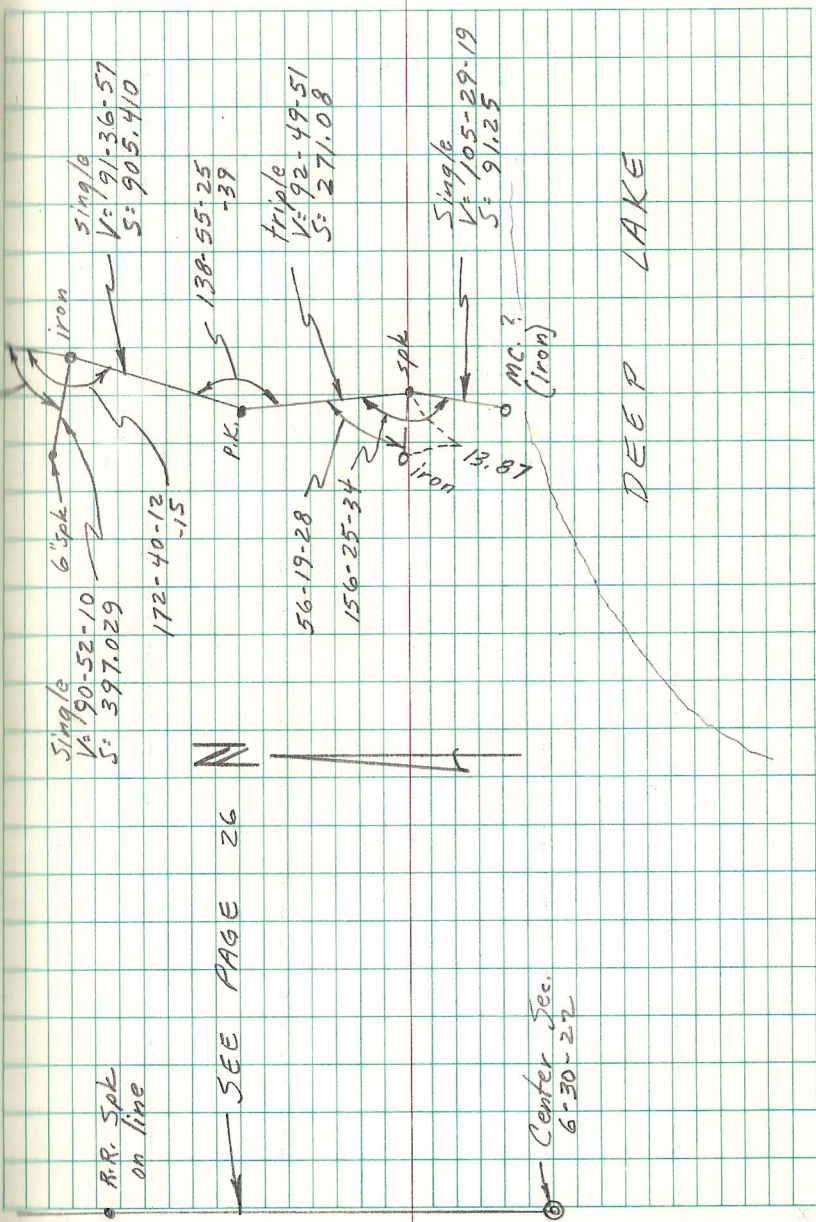 R.R. Spk
on line
SEE PAGE 26
Center Sec.
6-30-22
N
Single
V= 90-52-10
S: 397.029
6" spk
iron
172-40-12
-15
single
V= 91-36-57
S: 905.410
P.K.
138-55-25
-39
56-19-28
156-25-34
triple
V= 92-49-51
S= 271.08
iron
spk
13.87
Single
V= 105-29-19
S: 91.25
MC. ?
(iron)
DEEP LAKE